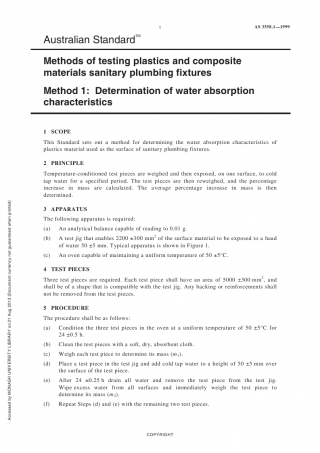 1
AS 3558.1—1999
Australian Standard™
Methods of testing plastics and composite
materials sanitary plumbing fixtures
Method 1: Determination of water absorption
characteristics
1 SCOPE
This Standard sets out a method for determining the water absorption characteristics of
plastics material used as the surface of sanitary plumbing fixtures.
2 PRINCIPLE
Temperature-conditioned test pieces are weighed and then exposed, on one surface, to cold
tap water for a specified period. The test pieces are then reweighed, and the percentage
increase in mass are calculated. The average percentage increase in mass is then
determined.
3 APPARATUS
The following apparatus is required:
(a) An analytical balance capable of reading to 0.01 g.
(b) A test jig that enables 2200 ±300 mm² of the surface material to be exposed to a head
of water 50 ±5 mm. Typical apparatus is shown in Figure 1.
(c) An oven capable of maintaining a uniform temperature of 50 ±5°C.
4 TEST PIECES
Three test pieces are required. Each test piece shall have an area of 5000 ±300 mm², and
shall be of a shape that is compatible with the test jig. Any backing or reinforcements shall
not be removed from the test pieces.
5 PROCEDURE
The procedure shall be as follows:
(a) Condition the three test pieces in the oven at a uniform temperature of 50 ±5°C for
24 ±0.5 h.
(b) Clean the test pieces with a soft, dry, absorbent cloth.
(c) Weigh each test piece to determine its mass (m₁).
(d) Place a test piece in the test jig and add cold tap water to a height of 50 ±5 mm over
the surface of the test piece.
(e) After 24 ±0.25 h drain all water and remove the test piece from the test jig.
Wipe excess water from all surfaces and immediately weigh the test piece to
determine its mass (m₂).
(f) Repeat Steps (d) and (e) with the remaining two test pieces.
COPYRIGHT
Accessed by MONASH UNIVERSITY LIBRARY on 21 Aug 2010 (Document currency not guaranteed when printed)